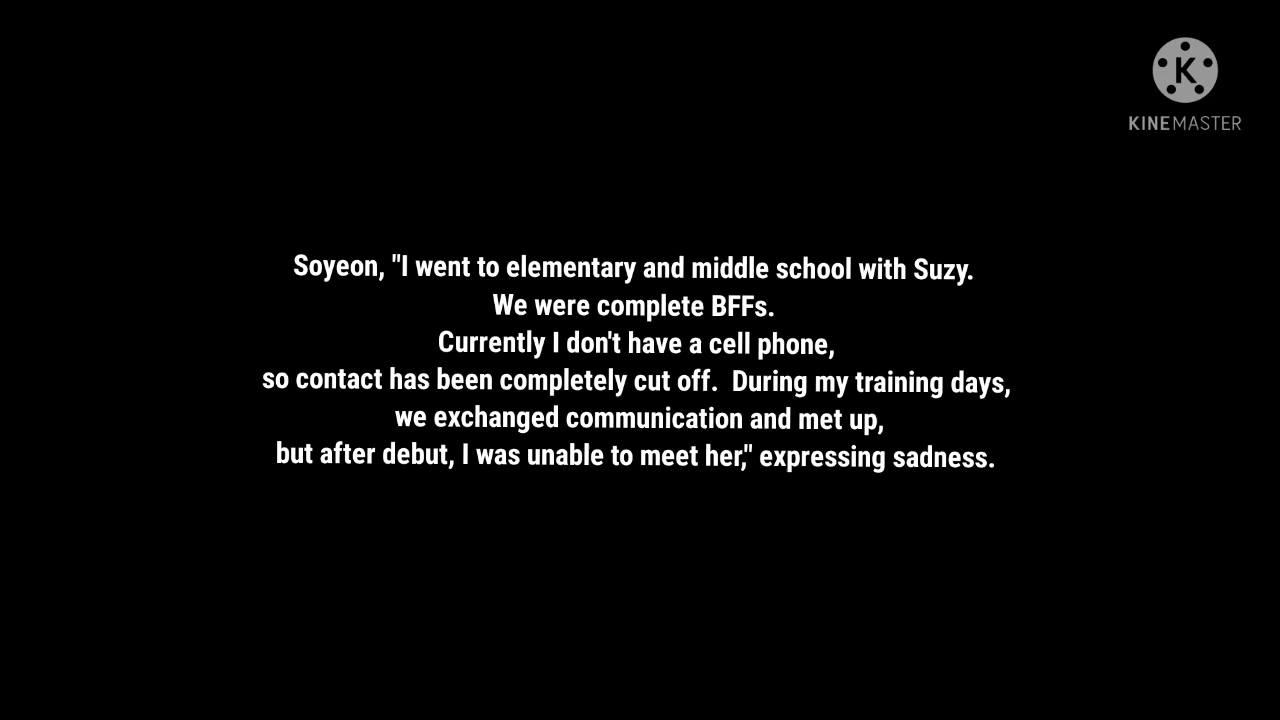 K
KINEMASTER
Soyeon, "I went to elementary and middle school with Suzy.
We were complete BFFs.
Currently I don't have a cell phone,
so contact has been completely cut off.  During my training days,
we exchanged communication and met up,
but after debut, I was unable to meet her," expressing sadness.